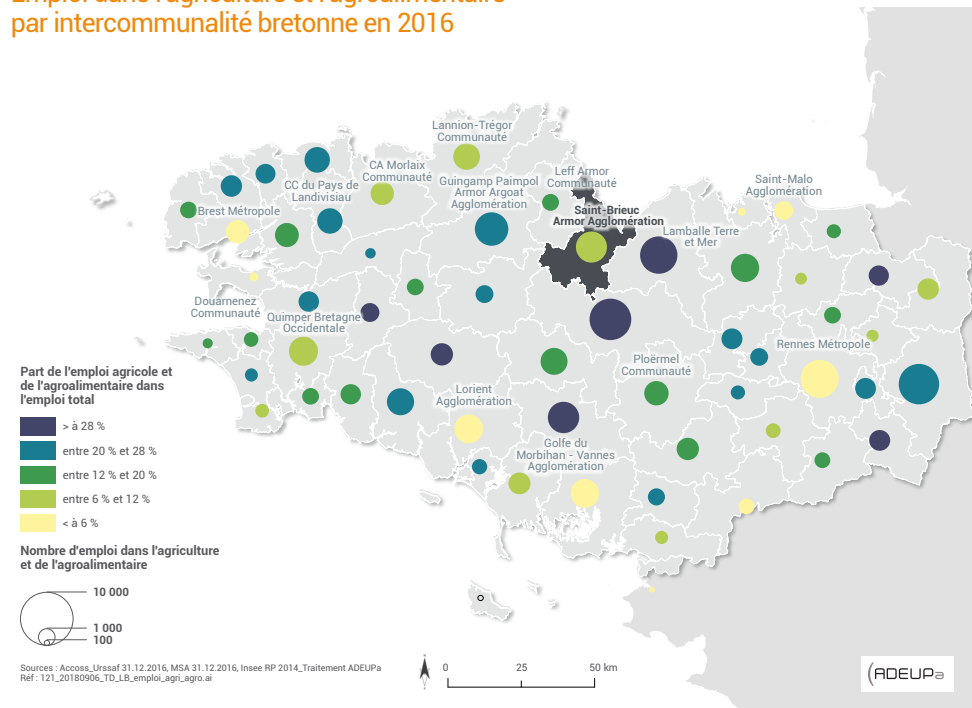 Emploi dans l'agriculture et l'agroalimentaire
par intercommunalité bretonne en 2016
Lannion-Trégor
Communauté
CA Morlaix
Communauté
Guingamp Paimpol
Armor Argoat
Agglomération
Leff Armor
Communauté
Saint-Malo
Agglomération
CC du Pays de
Landivisiau
Brest Métropole
Saint-Brieuc
Armor Agglomération
Lamballe Terre
et Mer
Douarnenez
Communauté
Quimper Bretagne
Occidentale
Rennes Métropole
Ploërmel
Communauté
Lorient
Agglomération
Golfe du
Morbihan - Vannes
Agglomération
Part de l'emploi agricole et
de l'agroalimentaire dans
l'emploi total
> à 28 %
entre 20 % et 28 %
entre 12 % et 20 %
entre 6 % et 12 %
< à 6 %
Nombre d'emploi dans l'agriculture
et de l'agroalimentaire
10 000
1 000
100
Sources : Accoss_Urssaf 31.12.2016, MSA 31.12.2016, Insee RP 2014_Traitement ADEUPa
Réf : 121_20180906_TD_LB_emploi_agri_agro.ai
0 25 50 km
ADEUPa